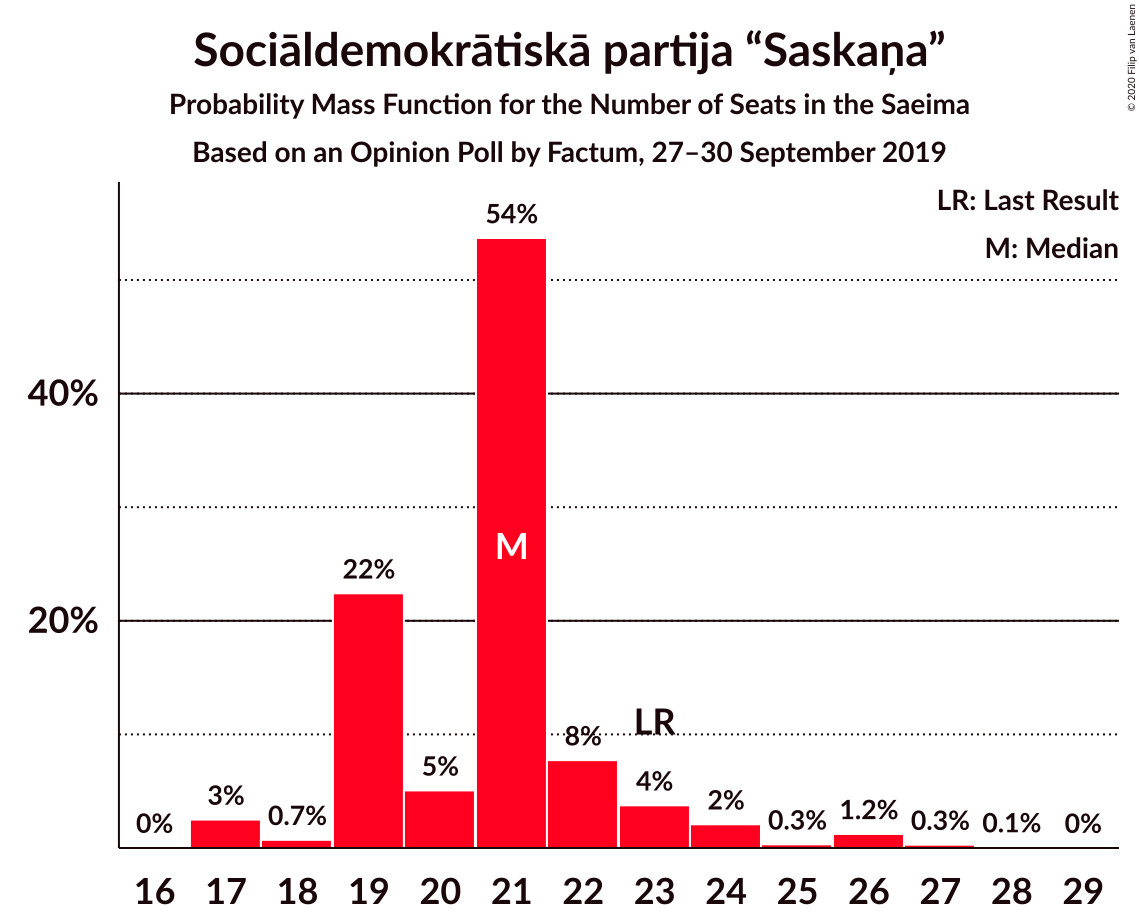 Sociāldemokrātiskā partija “Saskaņa”
Probability Mass Function for the Number of Seats in the Saeima
Based on an Opinion Poll by Factum, 27–30 September 2019
© 2020 Filip van Laenen
LR: Last Result
M: Median
40%
20%
0%
3%
0.7%
22%
5%
54%
M
8%
LR
4%
2%
0.3%
1.2%
0.3%
0.1%
0%
16 17 18 19 20 21 22 23 24 25 26 27 28 29